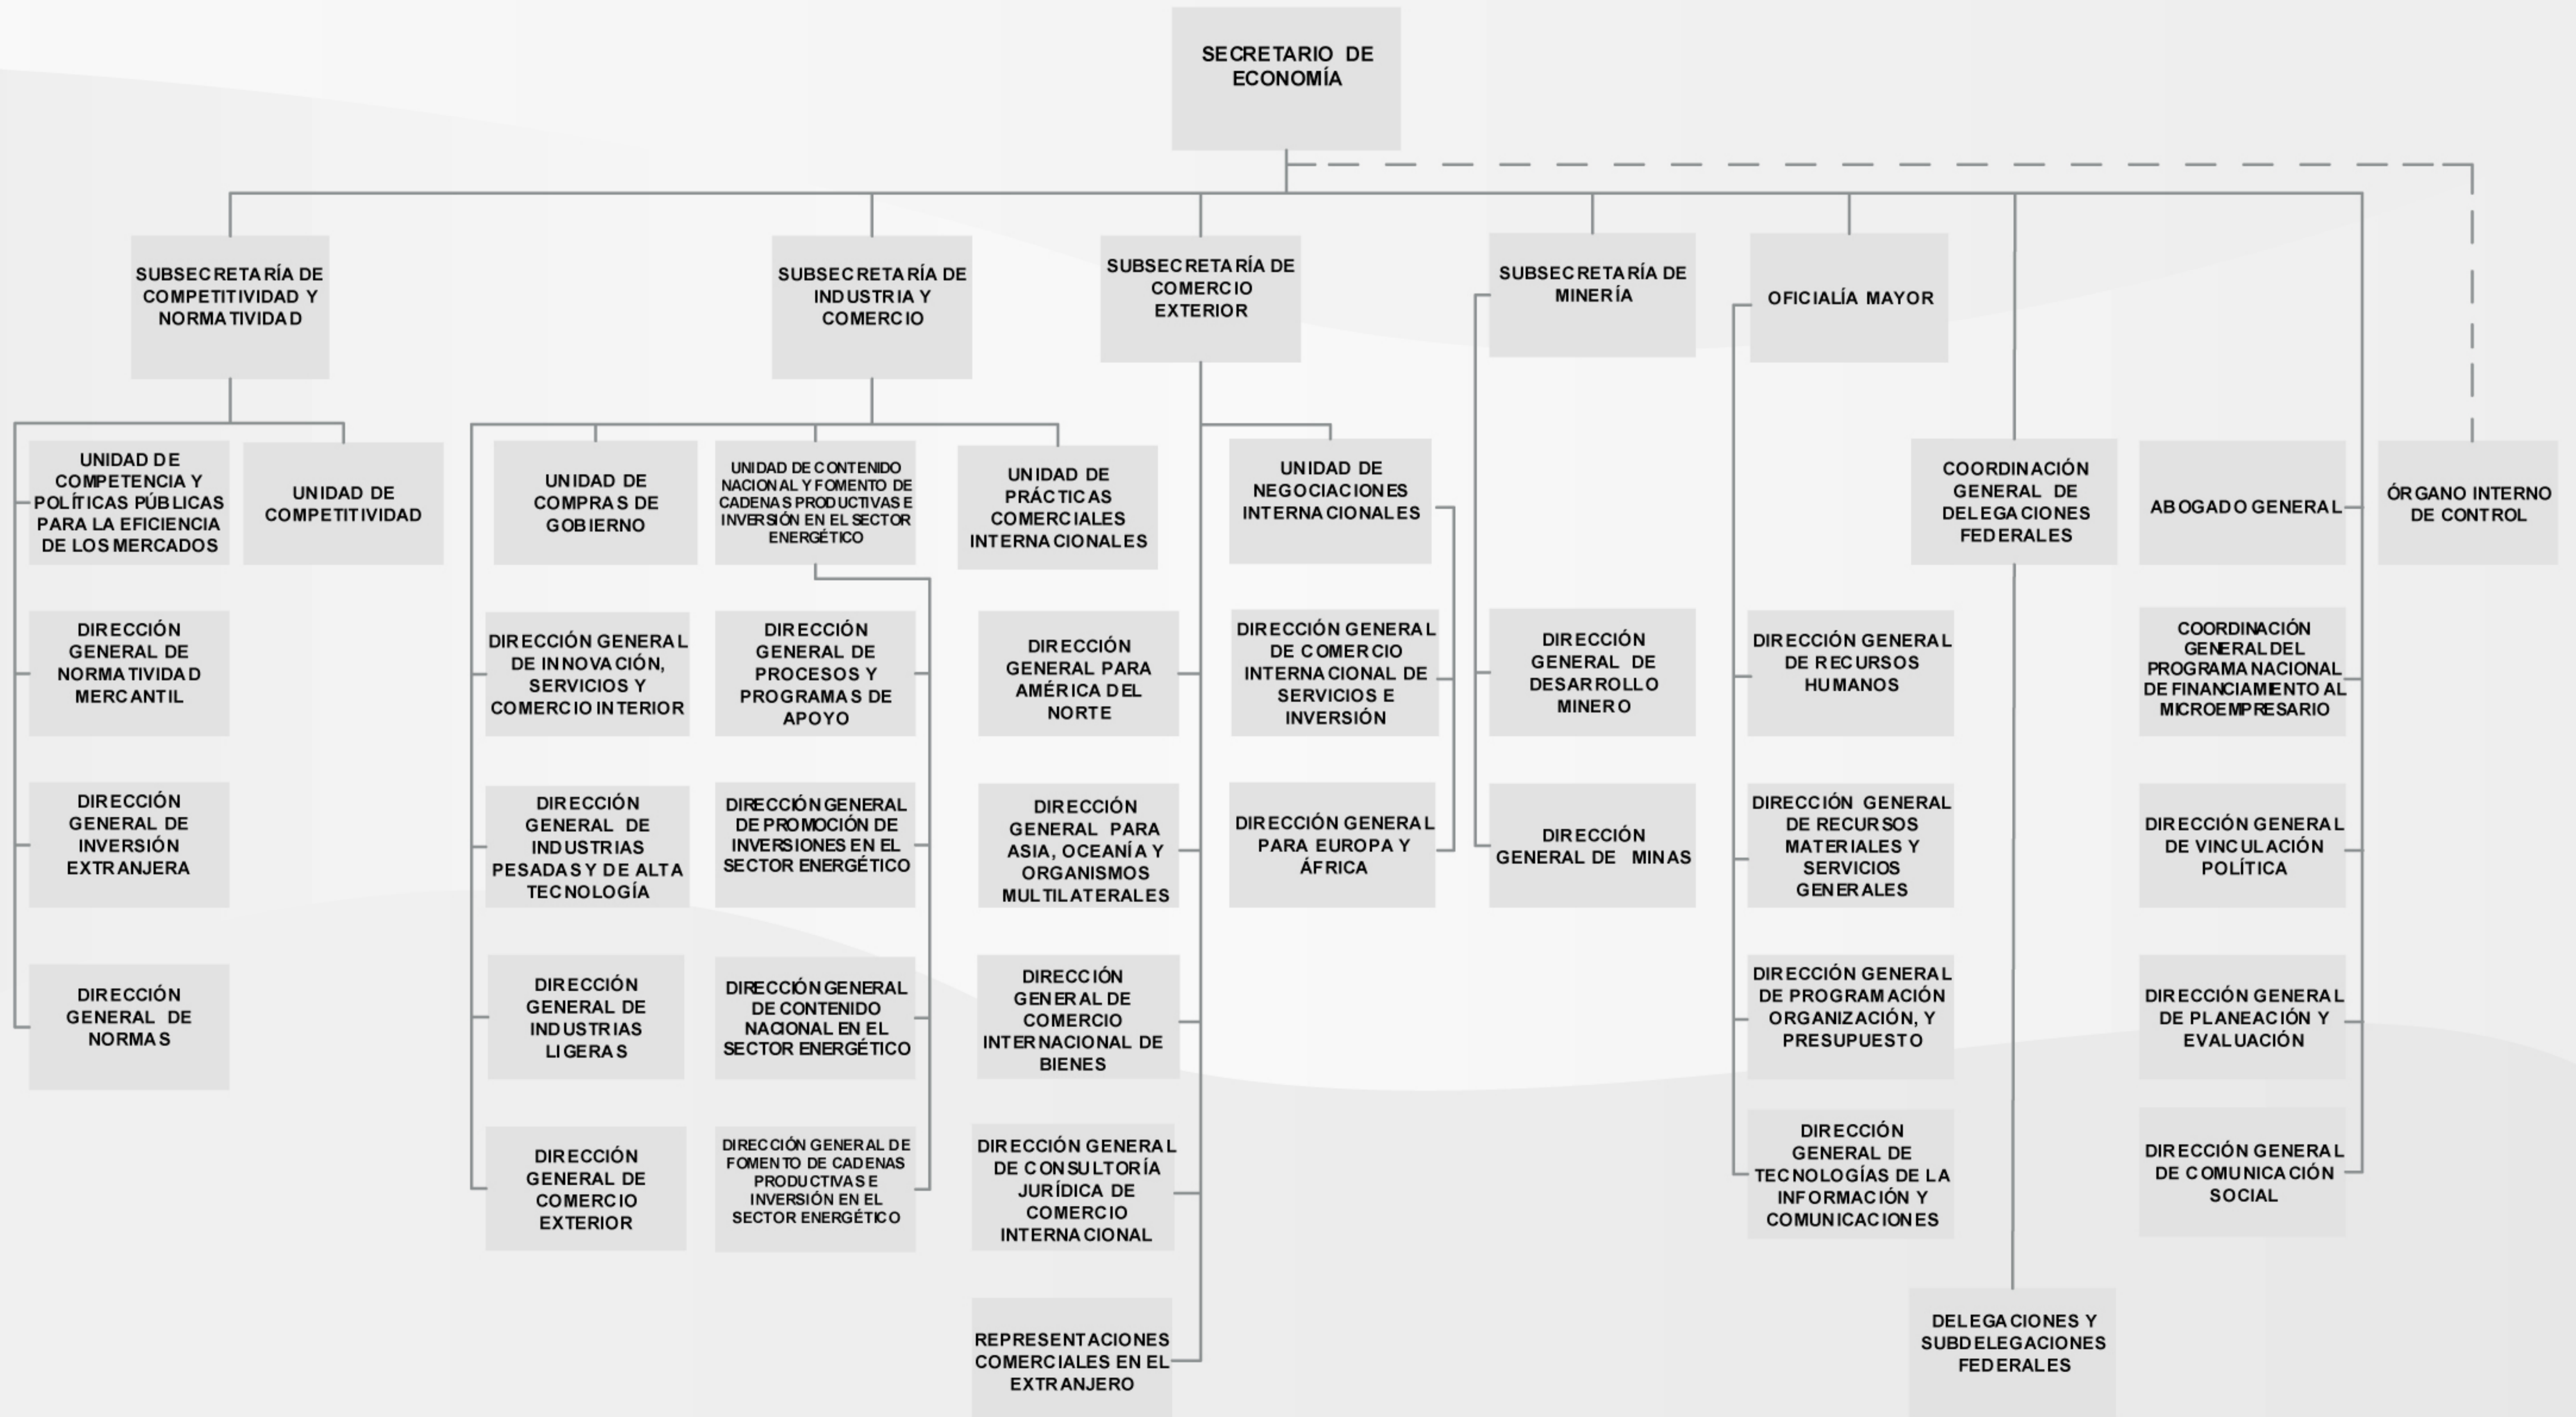 SECRETARIO DE
ECONOMÍA
SUBSECRETARÍA DE
COMPETITIVIDAD Y
NORMATIVIDAD
SUBSECRETARÍA DE
INDUSTRIA Y
COMERCIO
SUBSECRETARÍA DE
COMERCIO
EXTERIOR
SUBSECRETARÍA DE
MINERÍA
OFICIALÍA MAYOR
UNIDAD DE
COMPETENCIA Y
POLÍTICAS PÚBLICAS
PARA LA EFICIENCIA
DE LOS MERCADOS
UNIDAD DE
COMPETITIVIDAD
UNIDAD DE
COMPRAS DE
GOBIERNO
UNIDAD DE CONTENIDO
NACIONAL Y FOMENTO DE
CADENAS PRODUCTIVAS E
INVERSIÓN EN EL SECTOR
ENERGÉTICO
UNIDAD DE
PRÁCTICAS
COMERCIALES
INTERNACIONALES
UNIDAD DE
NEGOCIACIONES
INTERNACIONALES
COORDINACIÓN
GENERAL DE
DELEGACIONES
FEDERALES
ABOGADO GENERAL
ÓRGANO INTERNO
DE CONTROL
DIRECCIÓN
GENERAL DE
NORMATIVIDAD
MERCANTIL
DIRECCIÓN GENERAL
DE INNOVACIÓN,
SERVICIOS Y
COMERCIO INTERIOR
DIRECCIÓN
GENERAL DE
PROCESOS Y
PROGRAMAS DE
APOYO
DIRECCIÓN
GENERAL PARA
AMÉRICA DEL
NORTE
DIRECCIÓN GENERAL
DE COMERCIO
INTERNACIONAL DE
SERVICIOS E
INVERSIÓN
DIRECCIÓN
GENERAL DE
DESARROLLO
MINERO
DIRECCIÓN GENERAL
DE RECURSOS
HUMANOS
COORDINACIÓN
GENERAL DEL
PROGRAMA NACIONAL
DE FINANCIAMIENTO AL
MICROEMPRESARIO
DIRECCIÓN
GENERAL DE
INVERSIÓN
EXTRANJERA
DIRECCIÓN
GENERAL DE
INDUSTRIAS
PESADAS Y DE ALTA
TECNOLOGÍA
DIRECCIÓN GENERAL
DE PROMOCIÓN DE
INVERSIONES EN EL
SECTOR ENERGÉTICO
DIRECCIÓN
GENERAL PARA
ASIA, OCEANÍA Y
ORGANISMOS
MULTILATERALES
DIRECCIÓN GENERAL
PARA EUROPA Y
ÁFRICA
DIRECCIÓN
GENERAL DE MINAS
DIRECCIÓN GENERAL
DE RECURSOS
MATERIALES Y
SERVICIOS
GENERALES
DIRECCIÓN GENERAL
DE VINCULACIÓN
POLÍTICA
DIRECCIÓN
GENERAL DE
NORMAS
DIRECCIÓN
GENERAL DE
INDUSTRIAS
LIGERAS
DIRECCIÓN GENERAL
DE CONTENIDO
NACIONAL EN EL
SECTOR ENERGÉTICO
DIRECCIÓN
GENERAL DE
COMERCIO
INTERNACIONAL DE
BIENES
DIRECCIÓN GENERAL
DE PROGRAMACIÓN
ORGANIZACIÓN, Y
PRESUPUESTO
DIRECCIÓN GENERAL
DE PLANEACIÓN Y
EVALUACIÓN
DIRECCIÓN
GENERAL DE
COMERCIO
EXTERIOR
DIRECCIÓN GENERAL DE
FOMENTO DE CADENAS
PRODUCTIVAS E
INVERSIÓN EN EL
SECTOR ENERGÉTICO
DIRECCIÓN GENERAL
DE CONSULTORÍA
JURÍDICA DE
COMERCIO
INTERNACIONAL
DIRECCIÓN
GENERAL DE
TECNOLOGÍAS DE LA
INFORMACIÓN Y
COMUNICACIONES
DIRECCIÓN GENERAL
DE COMUNICACIÓN
SOCIAL
REPRESENTACIONES
COMERCIALES EN EL
EXTRANJERO
DELEGACIONES Y
SUBDELEGACIONES
FEDERALES